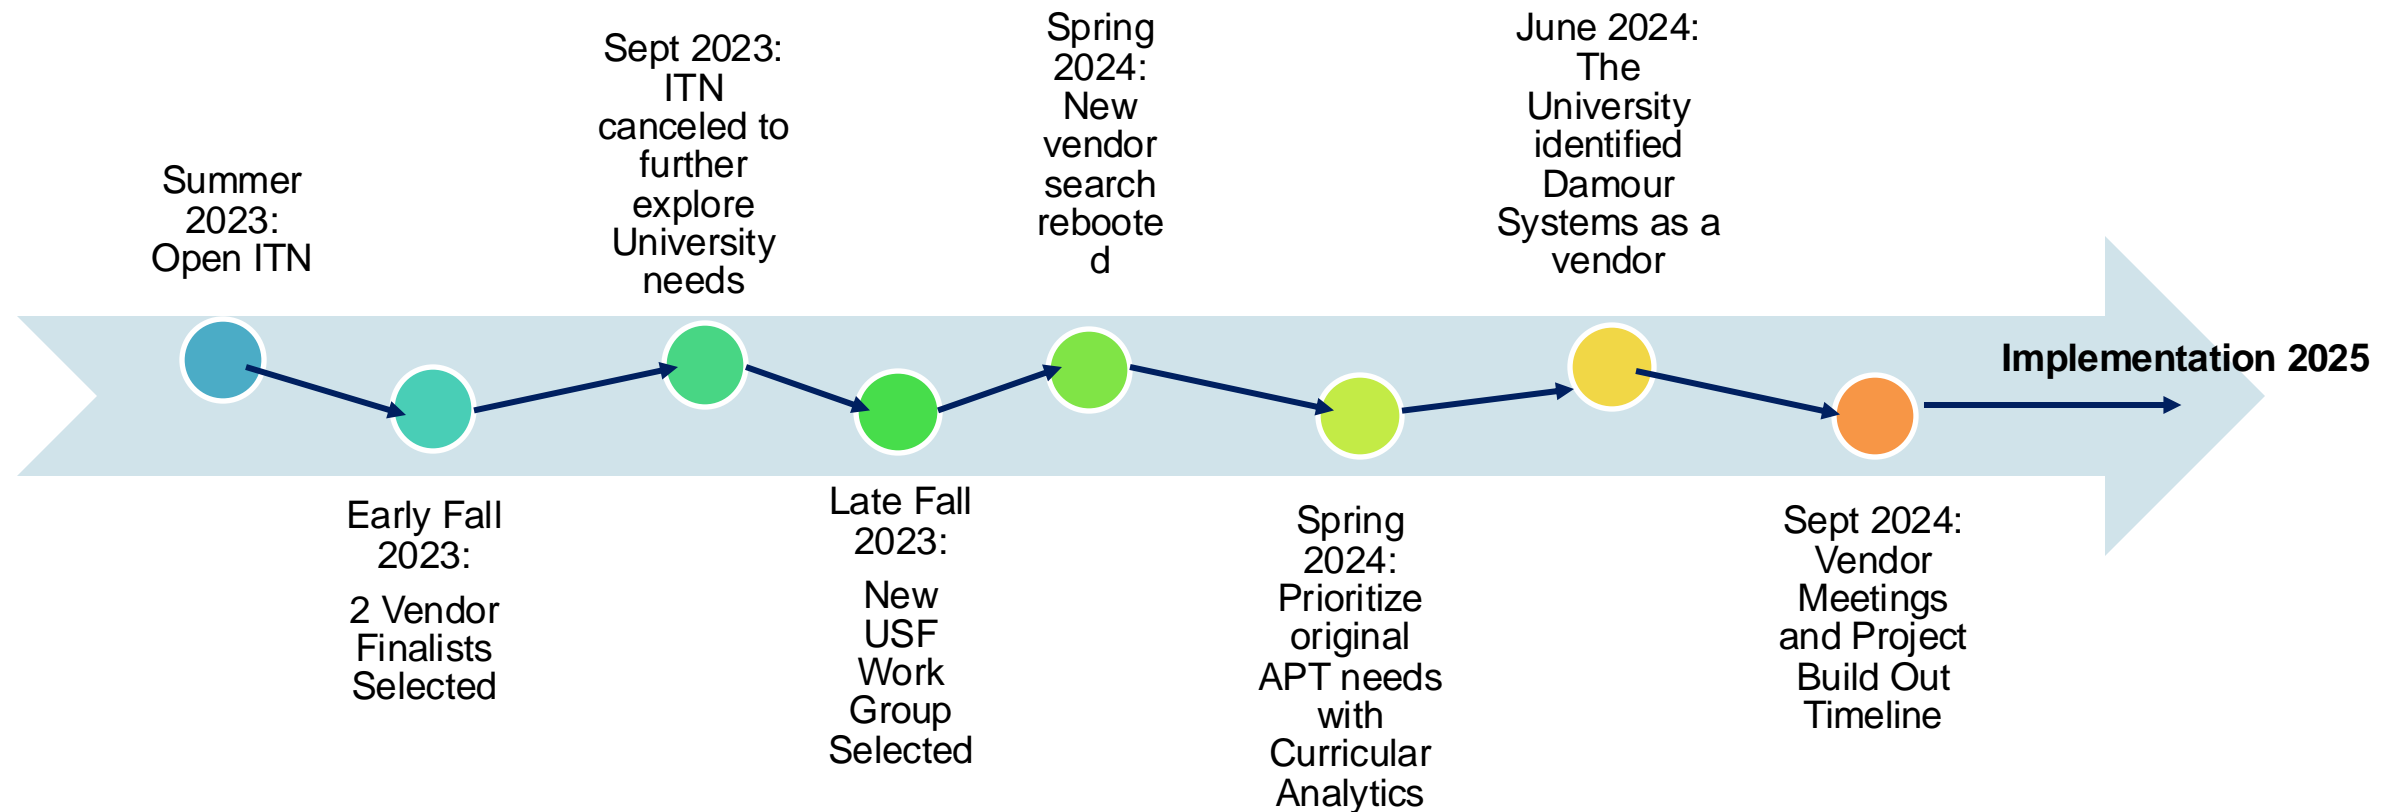 Summer
2023:
Open ITN
Early Fall
2023:
2 Vendor
Finalists
Selected
Sept 2023:
ITN
canceled to
further
explore
University
needs
Late Fall
2023:
New
USF
Work
Group
Selected
Spring
2024:
New
vendor
search
reboote
d
Spring
2024:
Prioritize
original
APT needs
with
Curricular
Analytics
June 2024:
The
University
identified
Damour
Systems as a
vendor
Sept 2024:
Vendor
Meetings
and Project
Build Out
Timeline
Implementation 2025